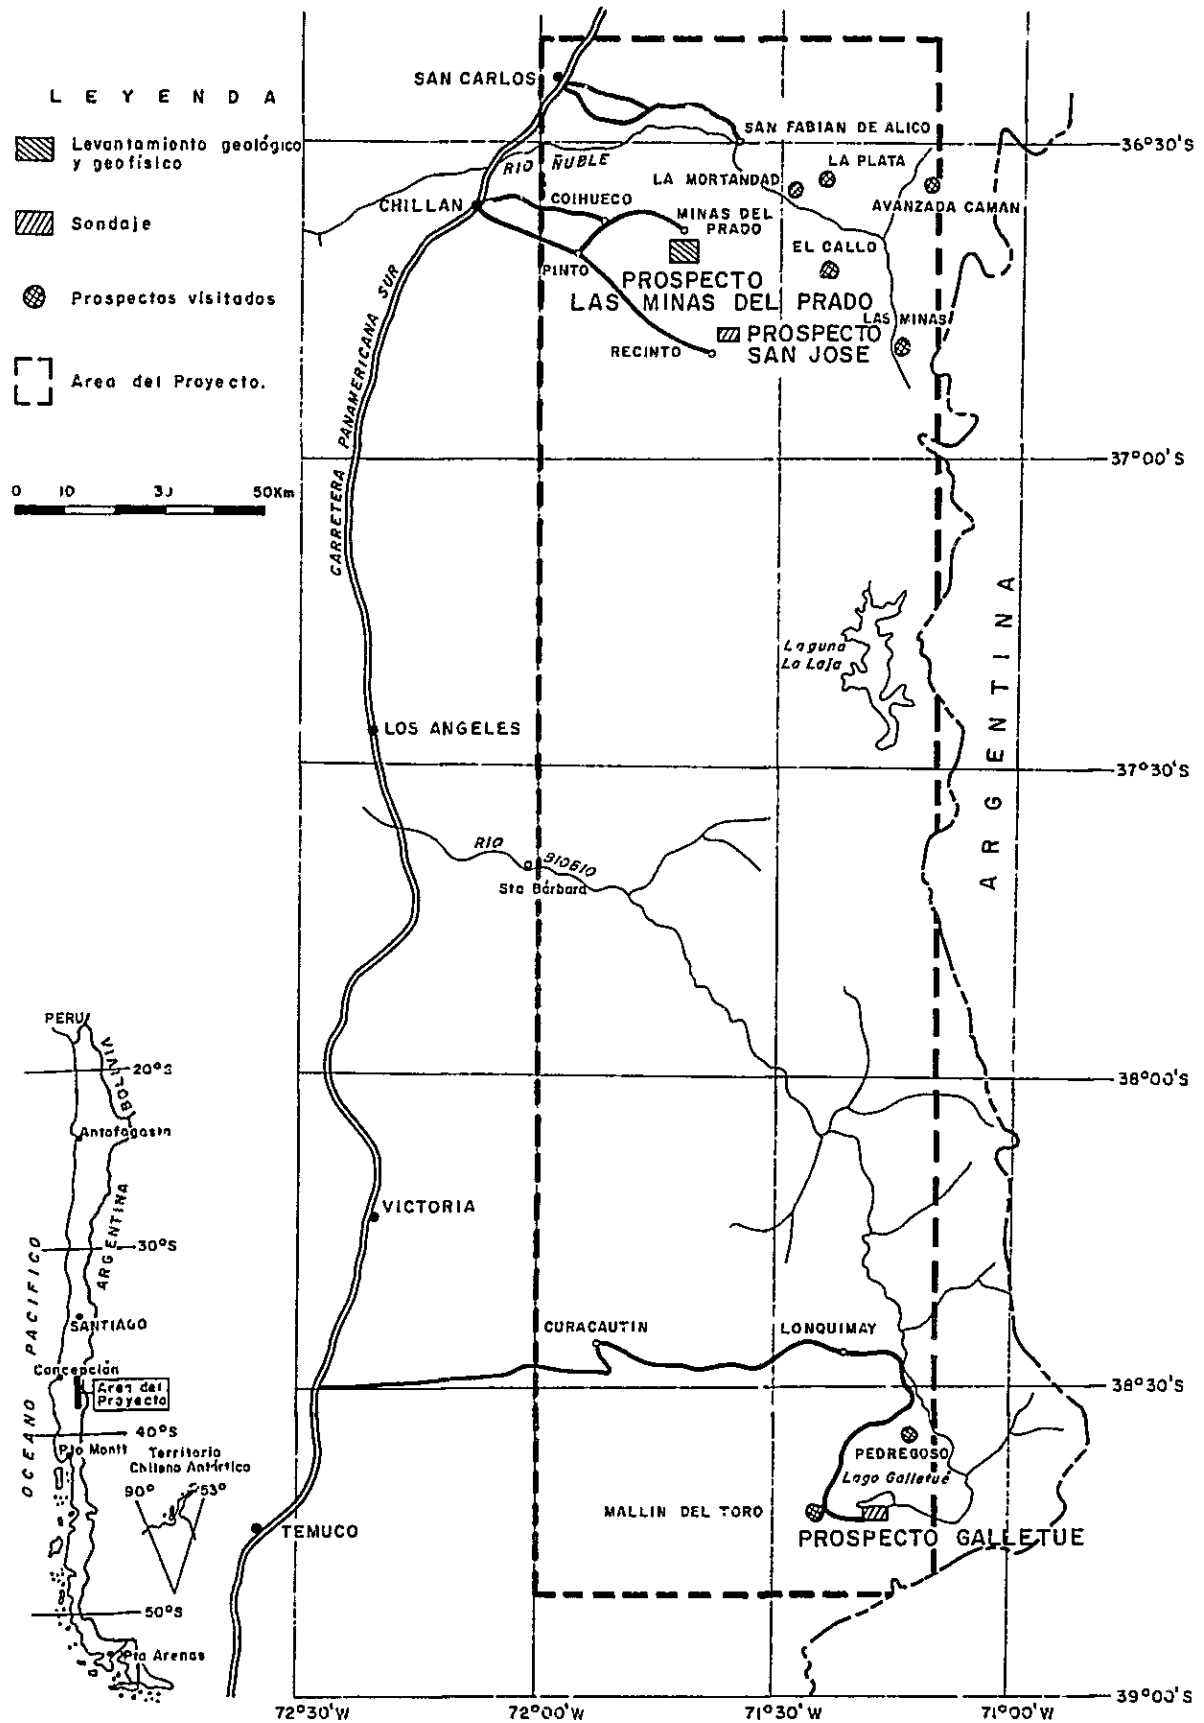 LEYENDA
Levantamiento geológico
y geofísico
Sondaje
Prospectos visitados
Area del Proyecto.
0 10 30 50Km
SAN CARLOS
SAN FABIAN DE ALICO
36°30'S
RIO ÑUBLE
LA PLATA
LA MORTANDAD
CHILLAN
COIHUECO
AVANZADA CAMAN
MINAS DEL
PRADO
EL CALLO
PINTO
PROSPECTO
LAS MINAS DEL PRADO
LAS MINAS
PROSPECTO
SAN JOSE
RECINTO
CARRETERA PANAMERICANA SUR
37°00'S
Laguna
La Laja
ARGENTINA
LOS ANGELES
37°30'S
RIO BIOBIO
Sta Bárbara
38°00'S
VICTORIA
CURACAUTIN
LONQUIMAY
38°30'S
PEDREGOSO
Lago Galletué
MALLIN DEL TORO
PROSPECTO GALLETUE
TEMUCO
39°00'S
72°30'W
72°00'W
71°30'W
71°00'W
PERU
BOLIVIA
20°S
Antofagasta
ARGENTINA
30°S
OCEANO PACIFICO
SANTIAGO
Concepción
Area del
Proyecto
40°S
Pto Montt
Territorio
Chileno Antártico
90°
53°
50°S
Pta Arenas